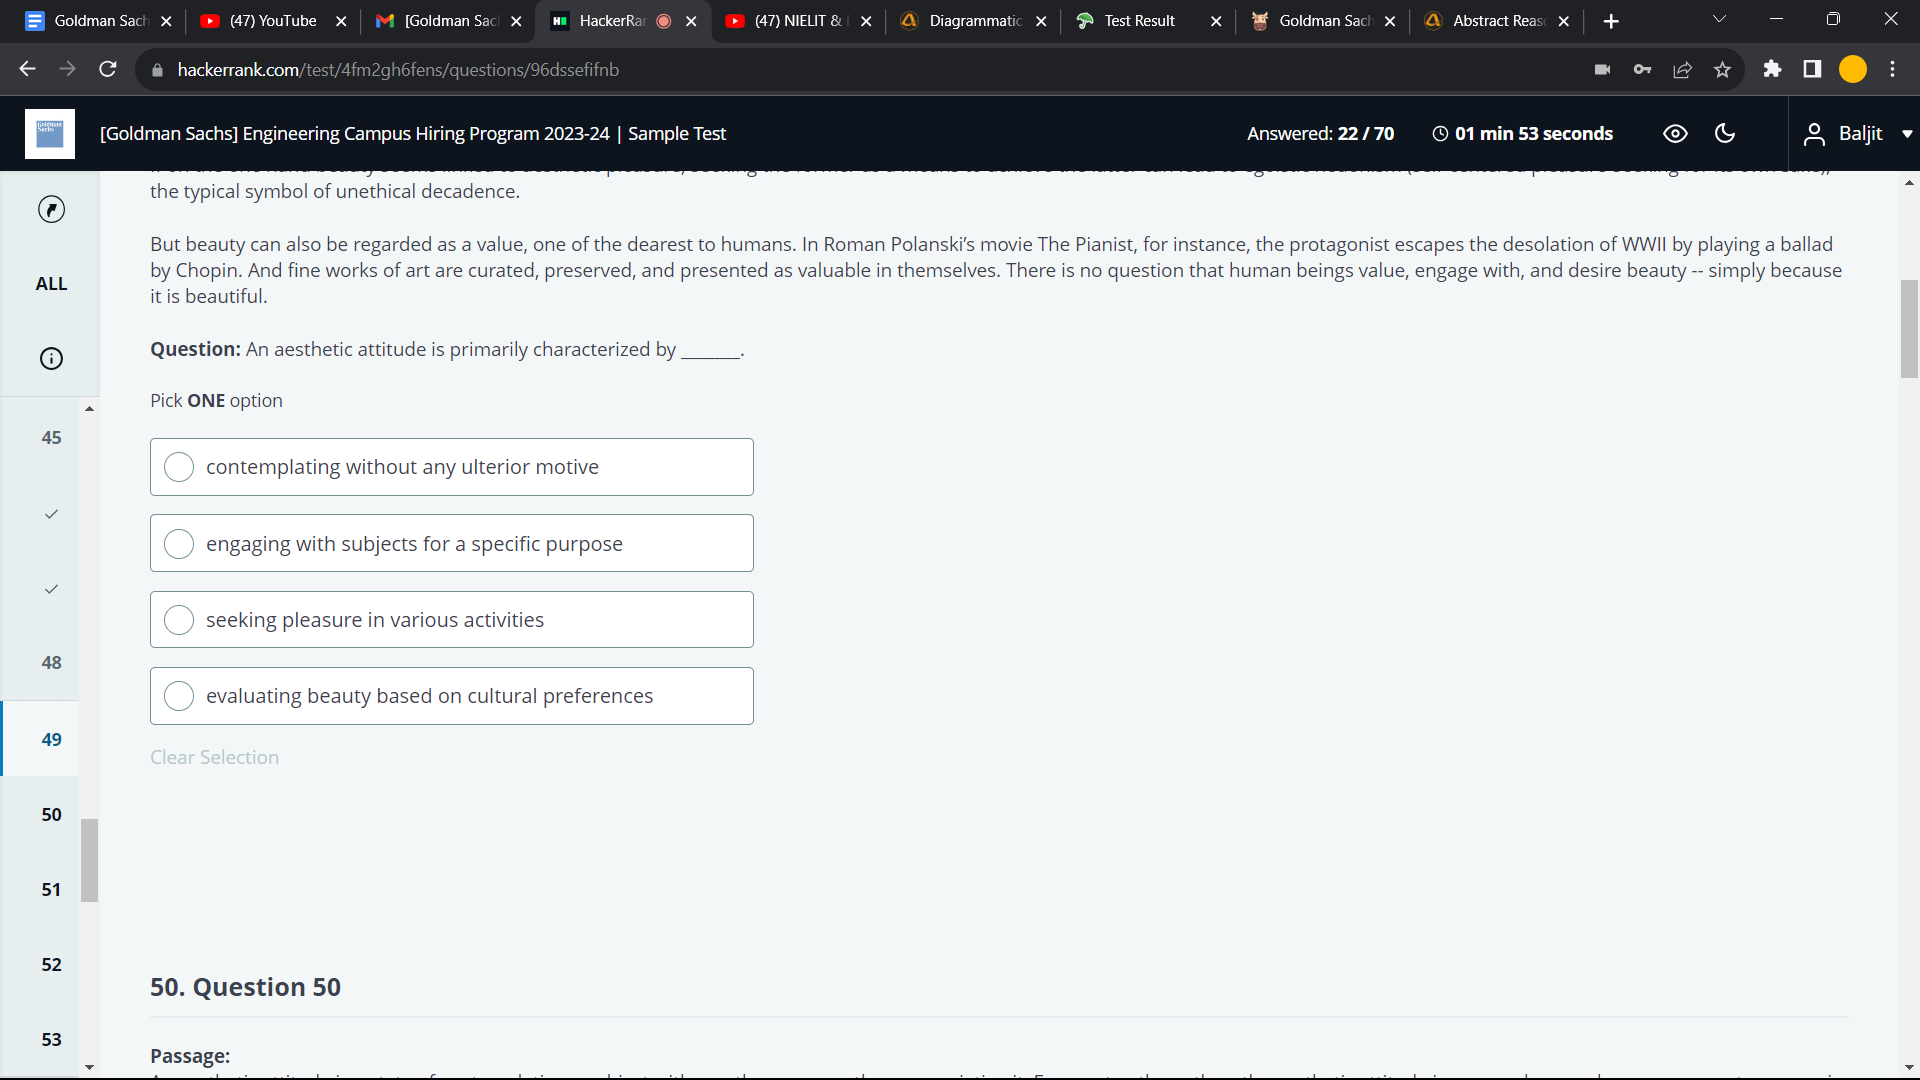 Goldman Sach
(47) YouTube
[Goldman Sac
HackerRan
(47) NIELIT &
Diagrammatic
Test Result
Goldman Sach
Abstract Reaso
hackerrank.com/test/4fm2gh6fens/questions/96dssefifnb
Goldman Sachs
[Goldman Sachs] Engineering Campus Hiring Program 2023-24 | Sample Test
Answered: 22 / 70
01 min 53 seconds
Baljit
the typical symbol of unethical decadence.
But beauty can also be regarded as a value, one of the dearest to humans. In Roman Polanski's movie The Pianist, for instance, the protagonist escapes the desolation of WWII by playing a ballad
by Chopin. And fine works of art are curated, preserved, and presented as valuable in themselves. There is no question that human beings value, engage with, and desire beauty -- simply because
it is beautiful.
Question: An aesthetic attitude is primarily characterized by _______.
Pick ONE option
contemplating without any ulterior motive
engaging with subjects for a specific purpose
seeking pleasure in various activities
evaluating beauty based on cultural preferences
Clear Selection
ALL
45
48
49
50
51
52
53
50. Question 50
Passage: